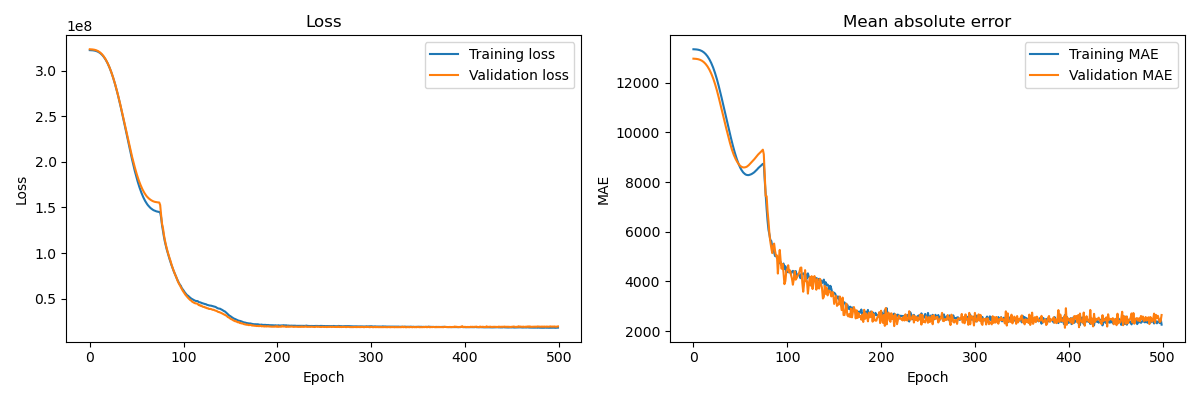 Loss
1e8
3.0
2.5
2.0
1.5
1.0
0.5
Loss
0 100 200 300 400 500
Epoch
Training loss
Validation loss
Mean absolute error
12000
10000
8000
6000
4000
2000
MAE
0 100 200 300 400 500
Epoch
Training MAE
Validation MAE